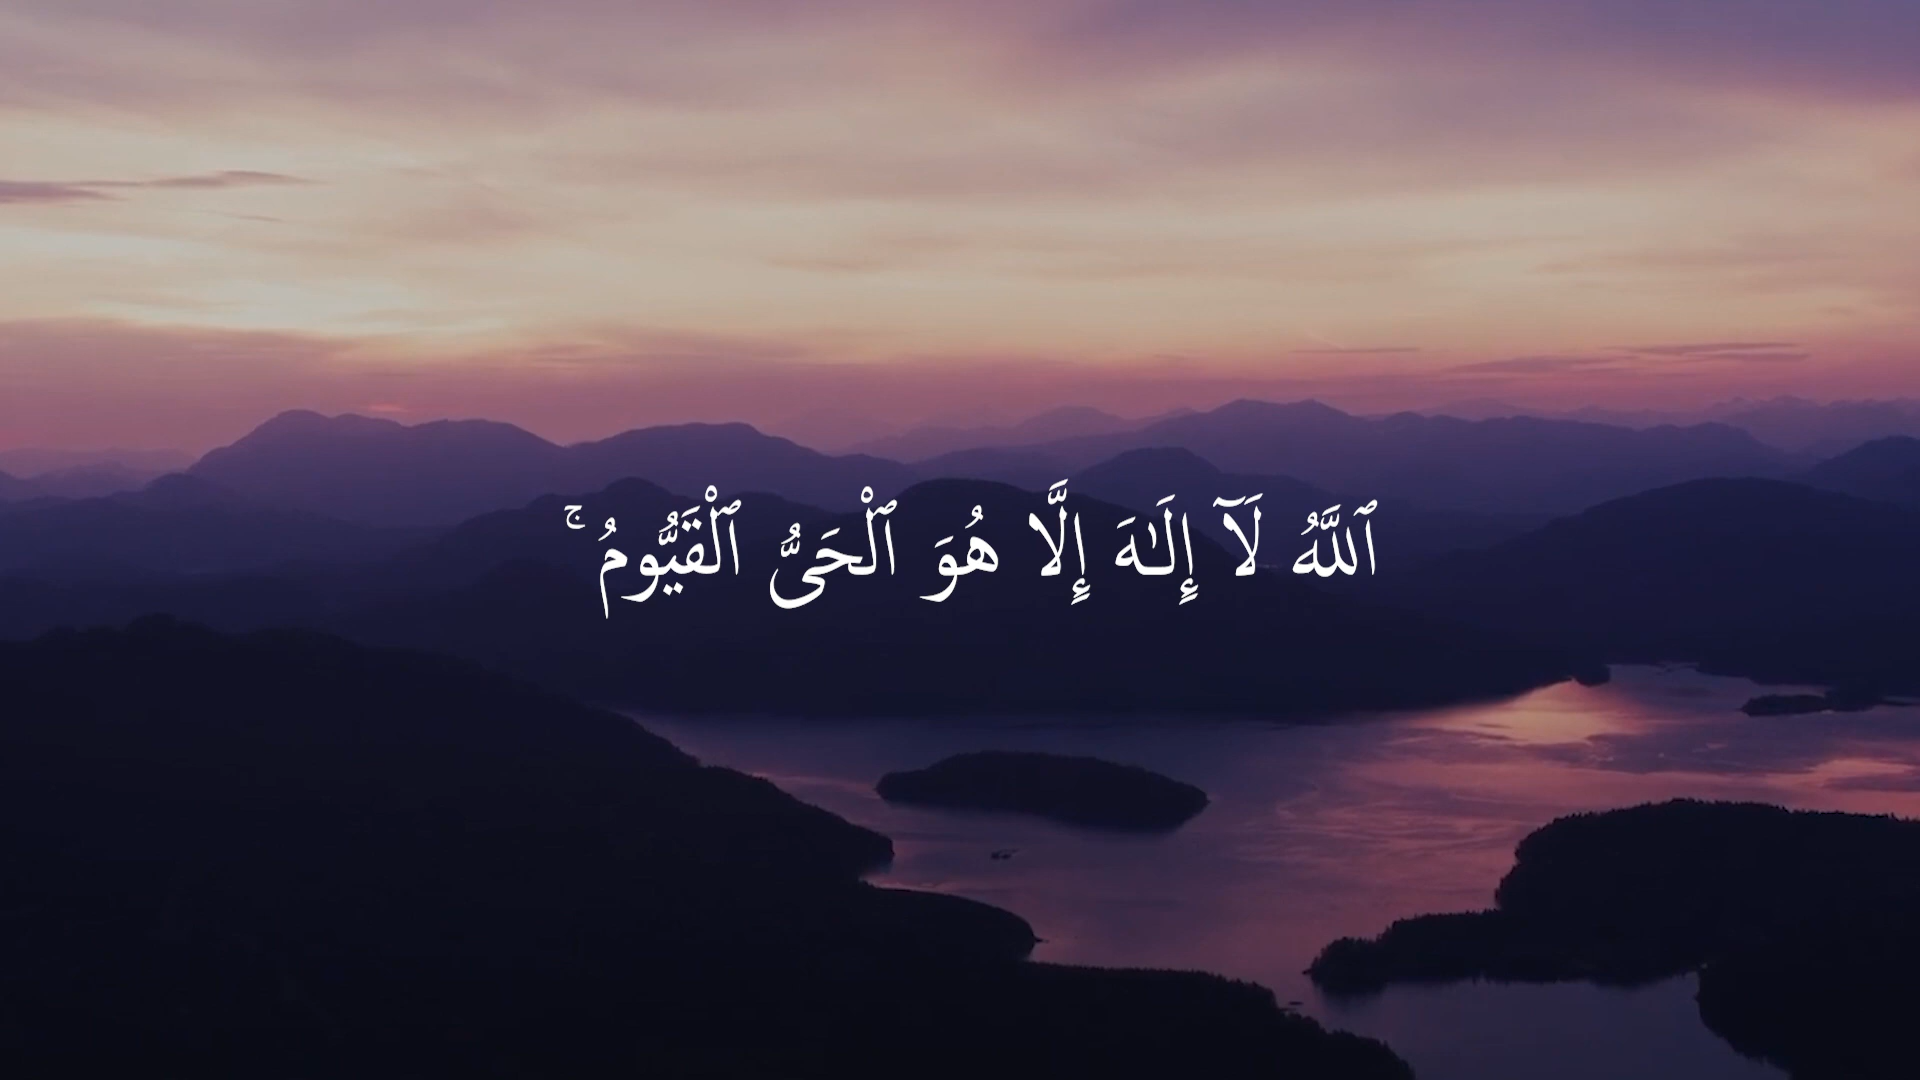 ٱللَّهُ لَآ إِلَـٰهَ إِلَّا هُوَ ٱلْحَىُّ ٱلْقَيُّومُ ۚ